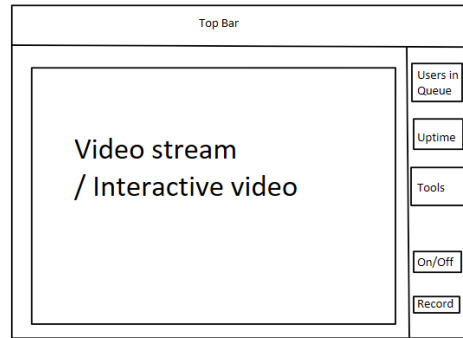 Top Bar
Users in
Queue
Video stream
/ Interactive video
Uptime
Tools
On/Off
Record